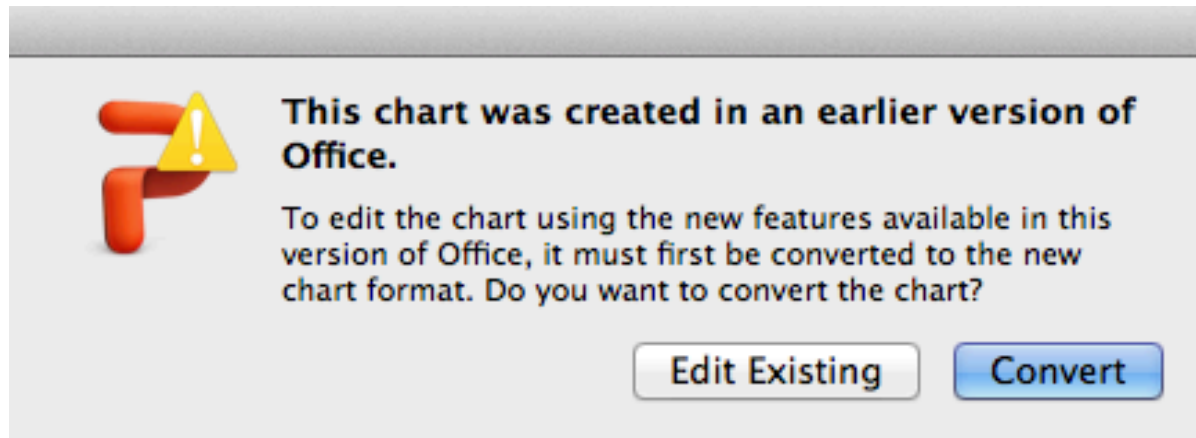 This chart was created in an earlier version of
Office.
To edit the chart using the new features available in this
version of Office, it must first be converted to the new
chart format. Do you want to convert the chart?
Edit Existing
Convert